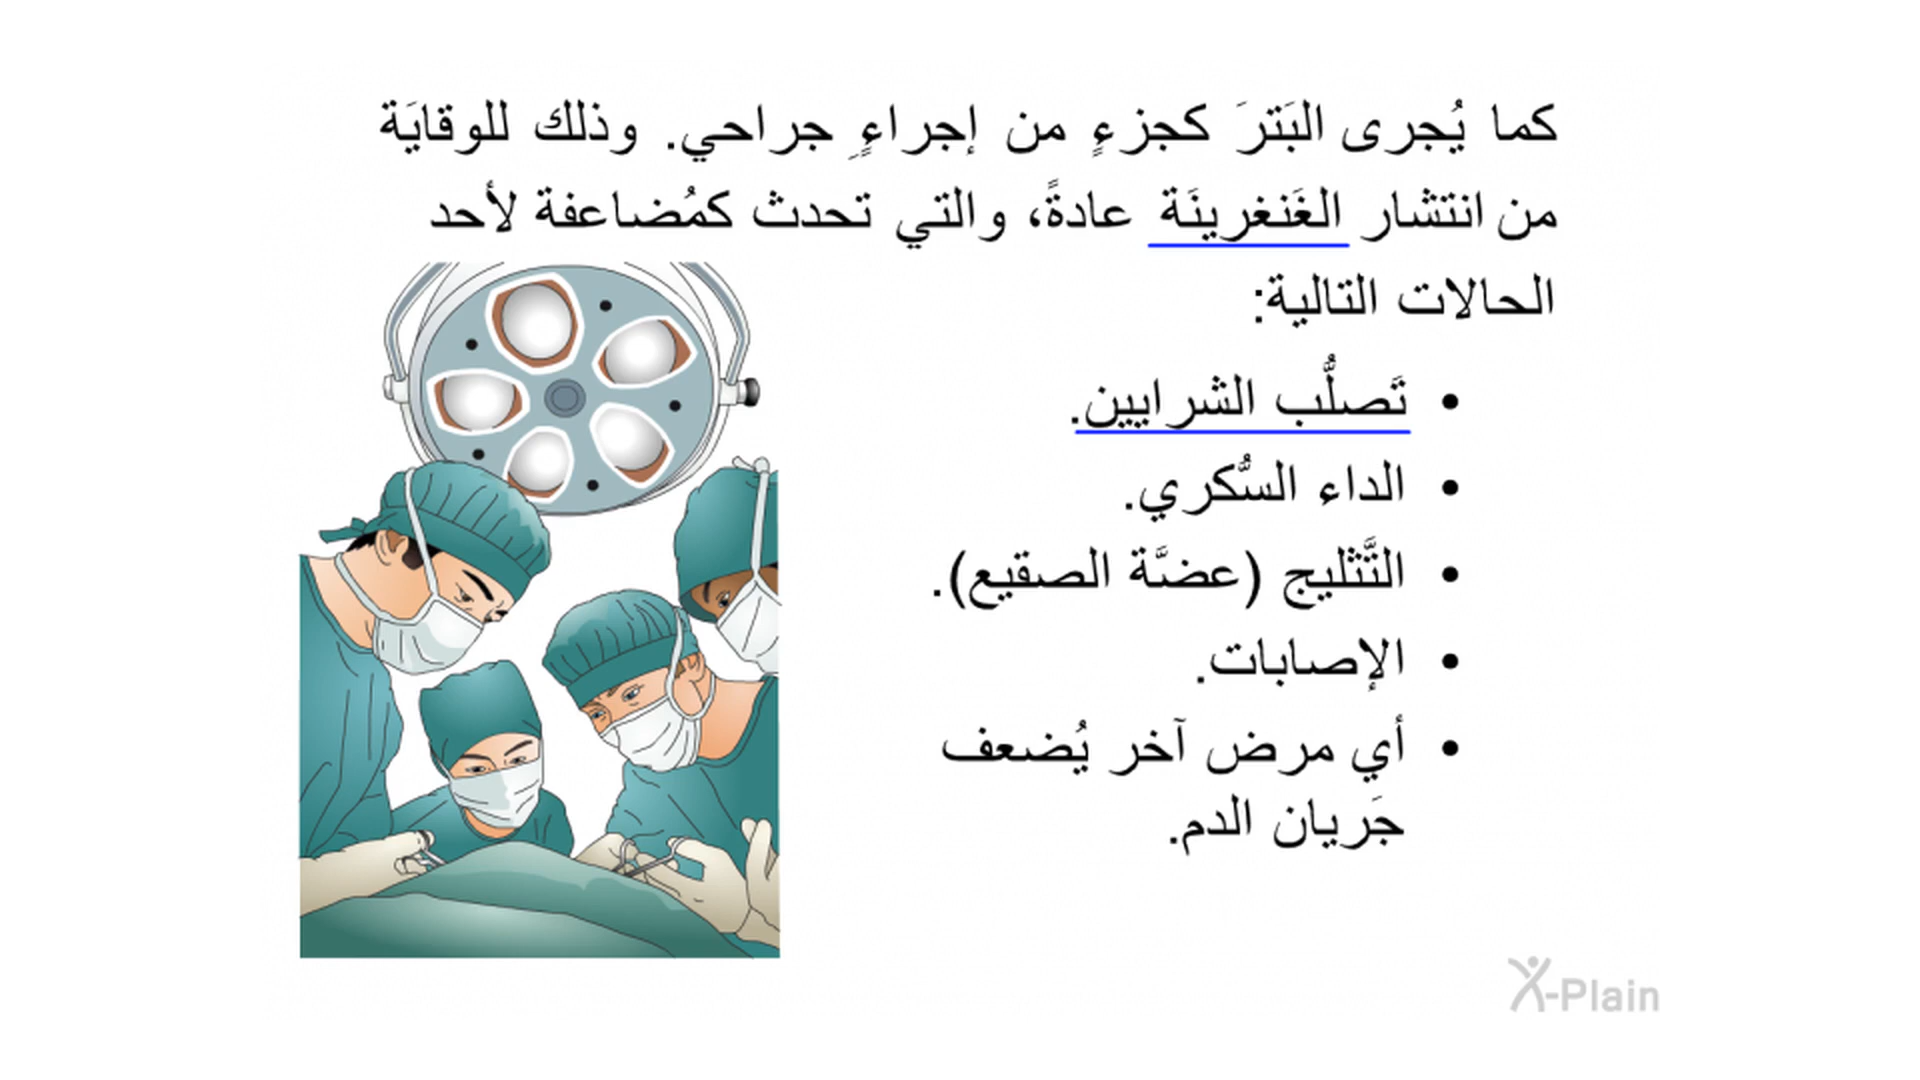 كما يُجرى البَترَ كجزءٍ من إجراءٍ جراحي. وذلك للوقايَة
من انتشار الغَنغرينَة عادةً، والتي تحدث كمُضاعفة لأحد
الحالات التالية:
• تَصلُّب الشرايين.
• الداء السُّكري.
• التَّثليج (عضَّة الصقيع).
• الإصابات.
• أي مرض آخر يُضعف
جَريان الدم.
X-Plain